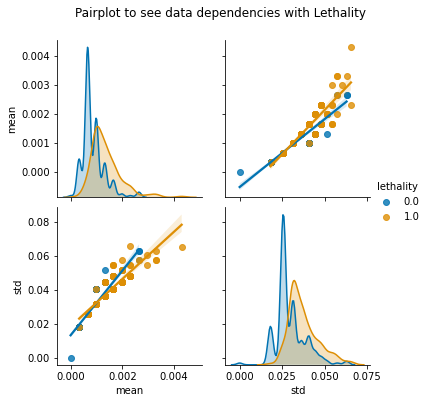 Pairplot to see data dependencies with Lethality
0.004
0.003
0.002
0.001
0.000
mean
lethality
0.0
1.0
0.08
0.06
0.04
0.02
0.00
std
0.000 0.002 0.004
mean
0.000 0.025 0.050 0.075
std